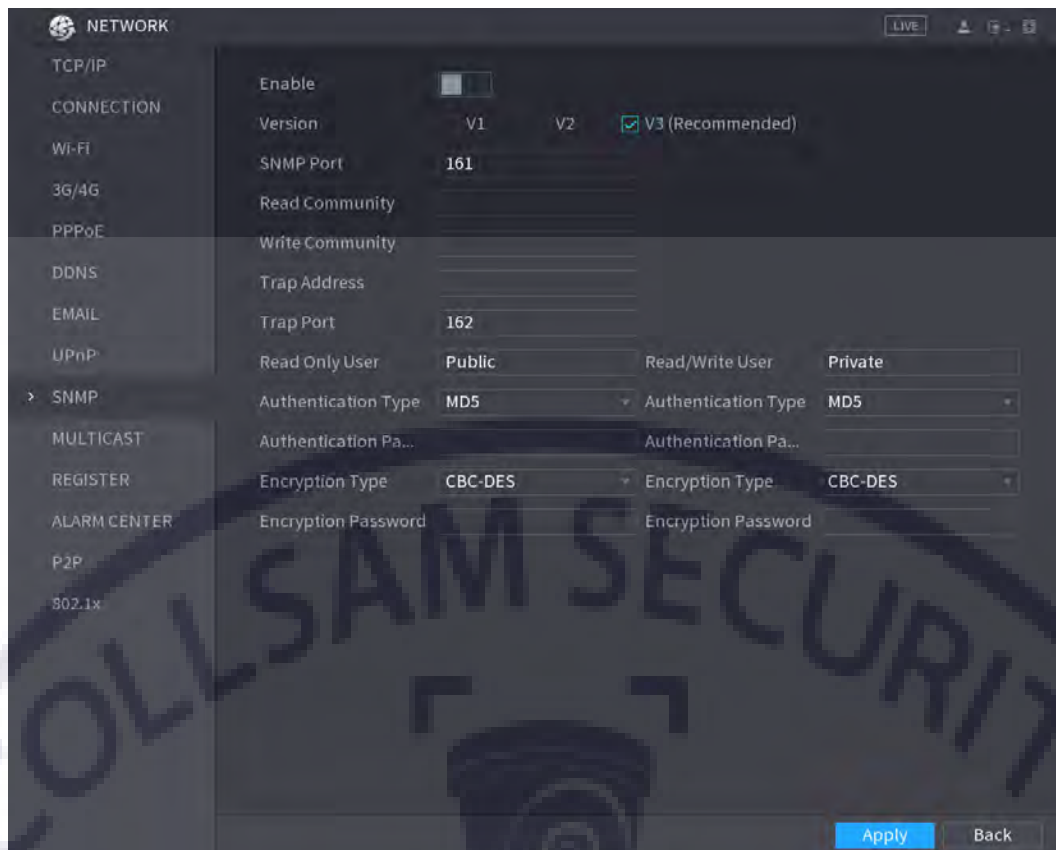 NETWORK
LIVE
TCP/IP
CONNECTION
Wi-Fi
3G/4G
PPPoE
DDNS
EMAIL
UPnP
SNMP
MULTICAST
REGISTER
ALARM CENTER
P2P
802.1x
Enable
Version V1 V2 V3 (Recommended)
SNMP Port 161
Read Community
Write Community
Trap Address
Trap Port 162
Read Only User Public Read/Write User Private
Authentication Type MD5 Authentication Type MD5
Authentication Pa... Authentication Pa...
Encryption Type CBC-DES Encryption Type CBC-DES
Encryption Password Encryption Password
Apply Back
OLLSAM SECURIT